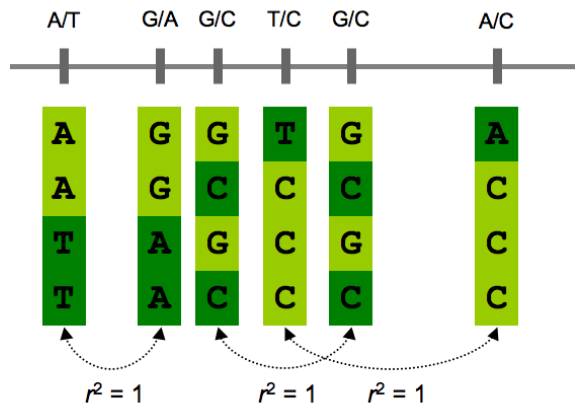 A/T G/A G/C T/C G/C A/C
A G G T G A
A G C C C C
T A G C G C
T A C C C C
r² = 1 r² = 1 r² = 1